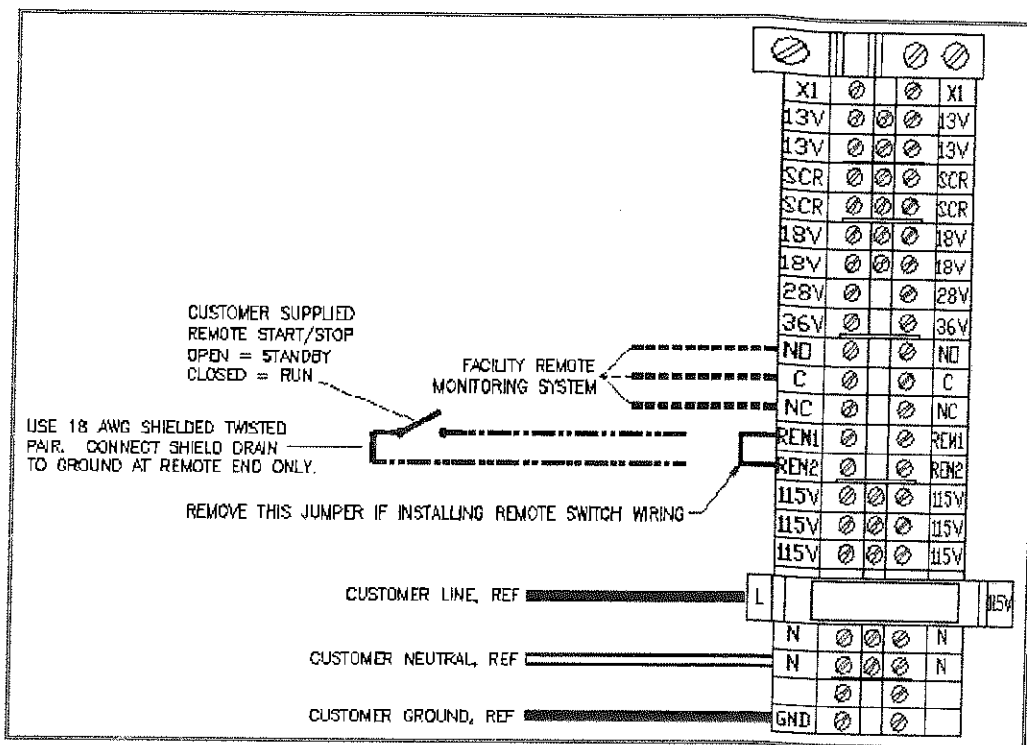 X1 X1
13V 13V
13V 13V
SCR SCR
SCR SCR
18V 18V
18V 18V
28V 28V
36V 36V
NO NO
C C
NC NC
REM1 REM1
REM2 REM2
115V 115V
115V 115V
115V 115V
L 115V
N N
N N
GND
CUSTOMER SUPPLIED
REMOTE START/STOP
OPEN = STANDBY
CLOSED = RUN
FACILITY REMOTE
MONITORING SYSTEM
USE 18 AWG SHIELDED TWISTED
PAIR. CONNECT SHIELD DRAIN
TO GROUND AT REMOTE END ONLY.
REMOVE THIS JUMPER IF INSTALLING REMOTE SWITCH WIRING
CUSTOMER LINE, REF
CUSTOMER NEUTRAL, REF
CUSTOMER GROUND, REF